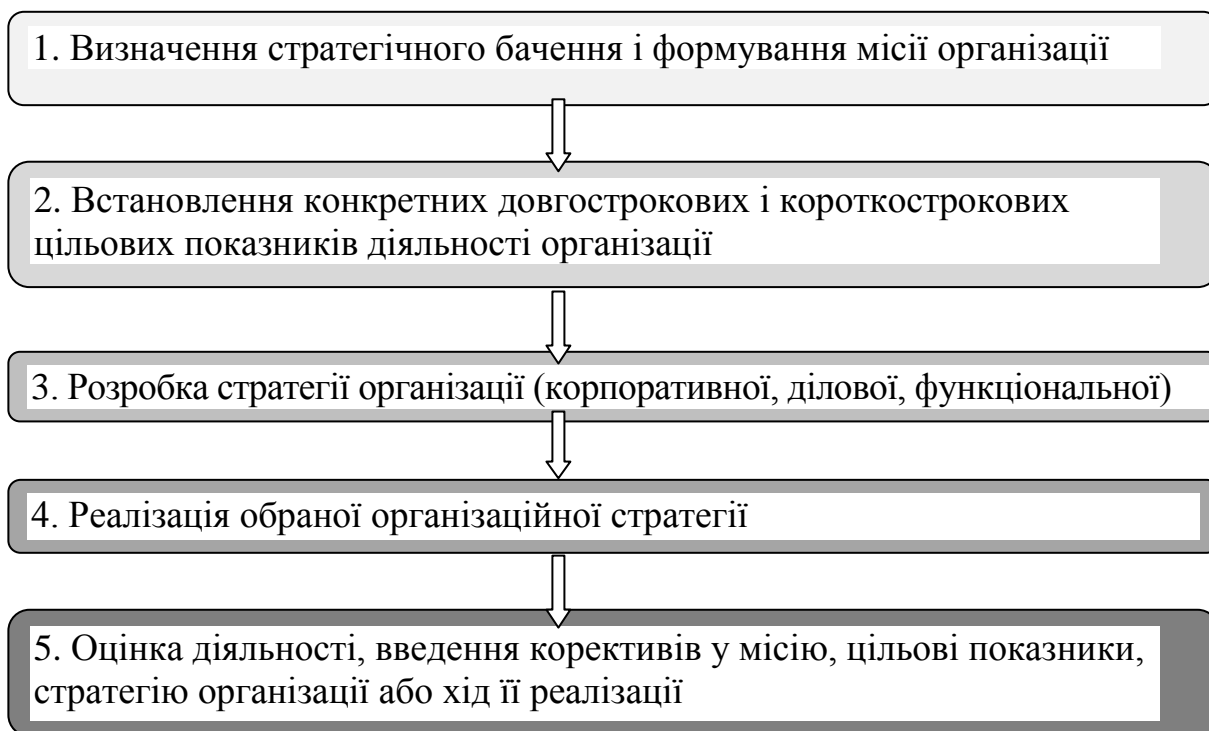 1. Визначення стратегічного бачення і формування місії організації
2. Встановлення конкретних довгострокових і короткострокових
цільових показників діяльності організації
3. Розробка стратегії організації (корпоративної, ділової, функціональної)
4. Реалізація обраної організаційної стратегії
5. Оцінка діяльності, введення корективів у місію, цільові показники,
стратегію організації або хід її реалізації